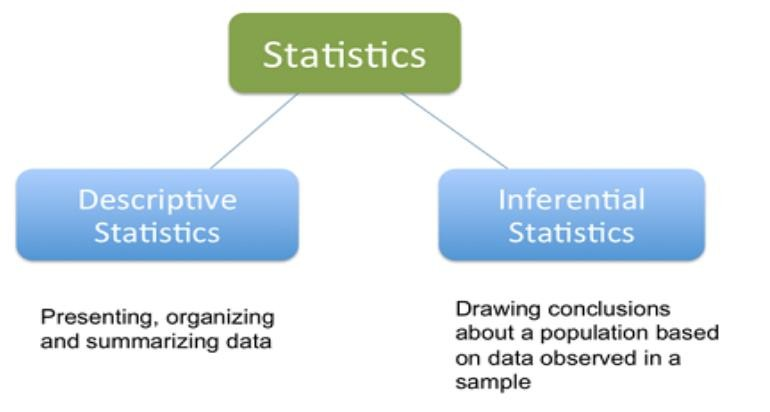 Statistics
Descriptive
Statistics
Inferential
Statistics
Presenting, organizing
and summarizing data
Drawing conclusions
about a population based
on data observed in a
sample